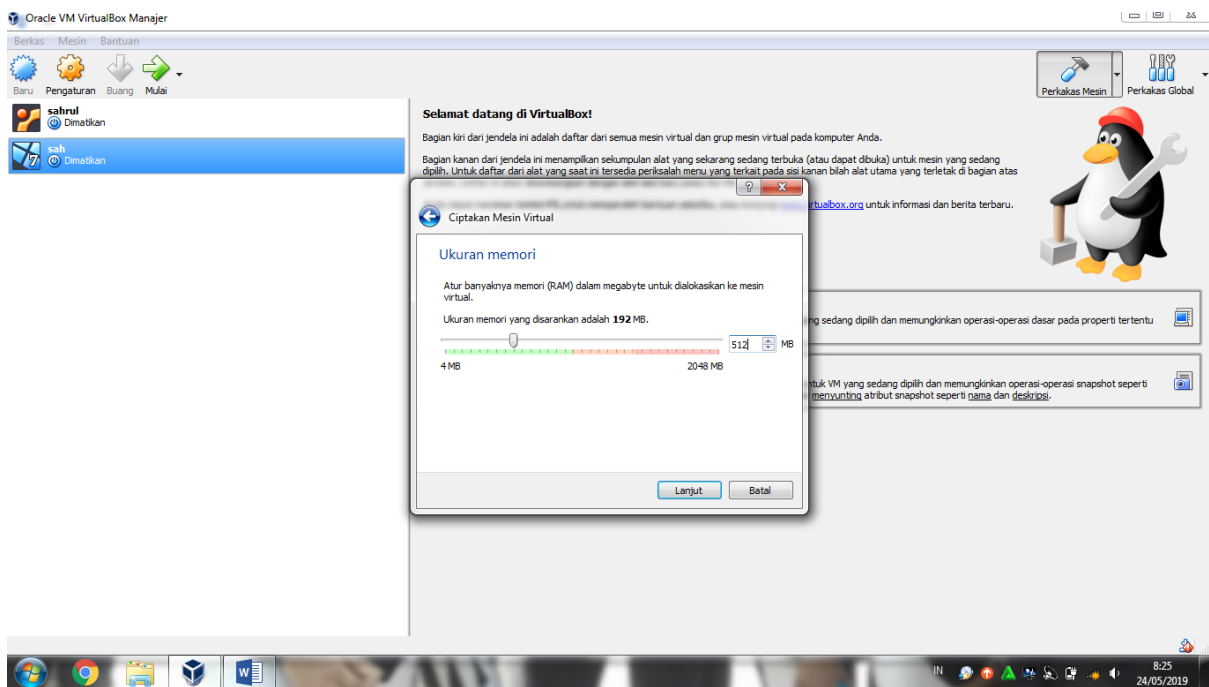 Oracle VM VirtualBox Manajer
Berkas Mesin Bantuan
Baru Pengaturan Buang Mulai
Perkakas Mesin Perkakas Global
sahrul
Dimatikan
sah
Dimatikan
Selamat datang di VirtualBox!
Bagian kiri dari jendela ini adalah daftar dari semua mesin virtual dan grup mesin virtual pada komputer Anda.
Bagian kanan dari jendela ini menampilkan sekumpulan alat yang sekarang sedang terbuka (atau dapat dibuka) untuk mesin yang sedang
dipilih. Untuk daftar dari alat yang saat ini tersedia periksalah menu yang terkait pada sisi kanan bilah alat utama yang terletak di bagian atas
rtualbox.org untuk informasi dan berita terbaru.
Ciptakan Mesin Virtual
Ukuran memori
Atur banyaknya memori (RAM) dalam megabyte untuk dialokasikan ke mesin
virtual.
Ukuran memori yang disarankan adalah 192 MB.
512 MB
4 MB 2048 MB
Lanjut Batal
ng sedang dipilih dan memungkinkan operasi-operasi dasar pada properti tertentu
tuk VM yang sedang dipilih dan memungkinkan operasi-operasi snapshot seperti
menyunting atribut snapshot seperti nama dan deskripsi.
IN
8:25
24/05/2019